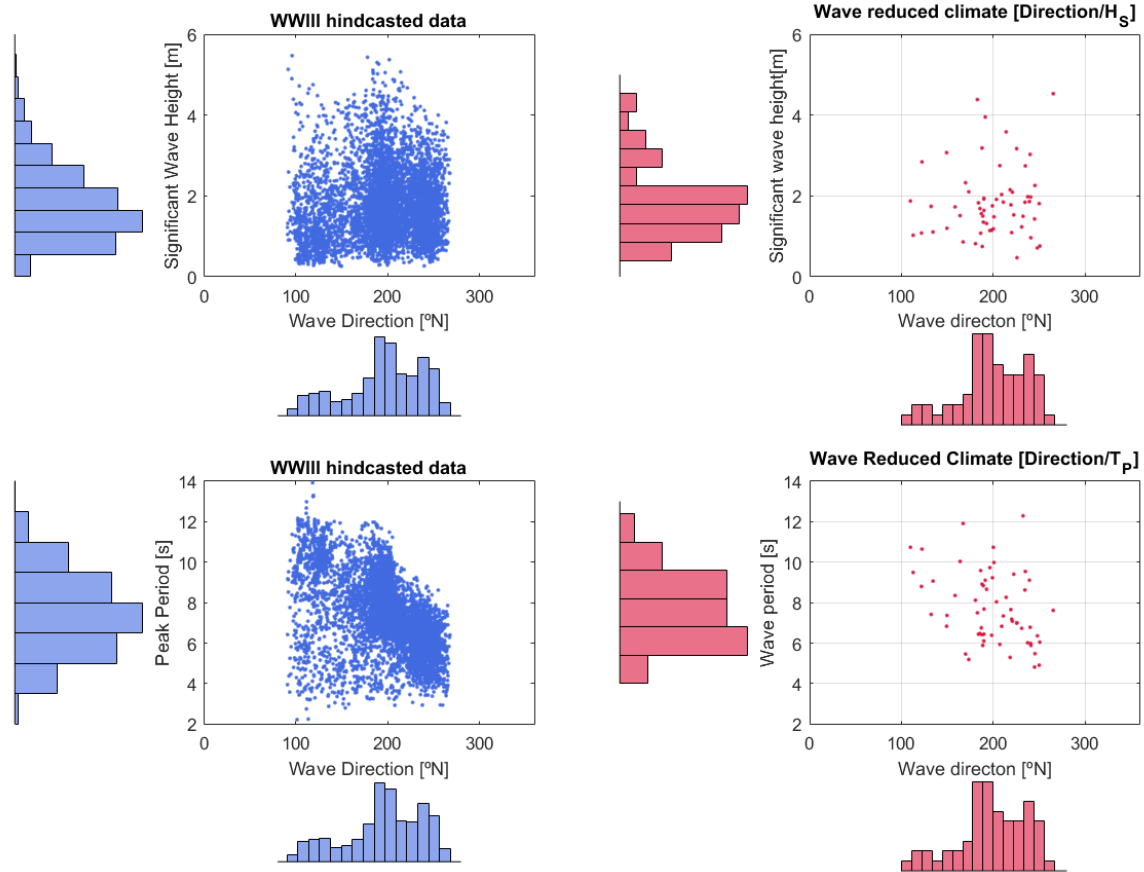 WWIII hindcasted data
Significant Wave Height [m]
6
4
2
0
0 100 200 300
Wave Direction [ºN]
Wave reduced climate [Direction/H_S]
Significant wave height[m]
6
4
2
0
0 100 200 300
Wave directon [ºN]
WWIII hindcasted data
Peak Period [s]
14
12
10
8
6
4
2
0 100 200 300
Wave Direction [ºN]
Wave Reduced Climate [Direction/T_P]
Wave period [s]
14
12
10
8
6
4
2
0 100 200 300
Wave directon [ºN]